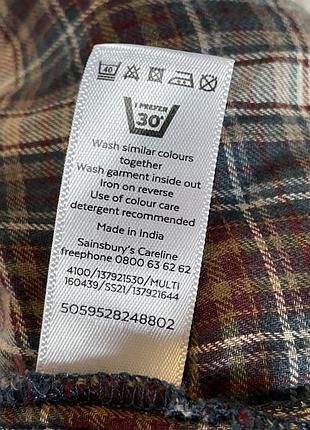 40
I PREFER
30°
Wash similar colours
together
Wash garment inside out
Iron on reverse
Use of colour care
detergent recommended
Made in India
Sainsbury's Careline
freephone 0800 63 62 62
4100/137921530/MULTI
160439/SS21/137921644
5059528248802